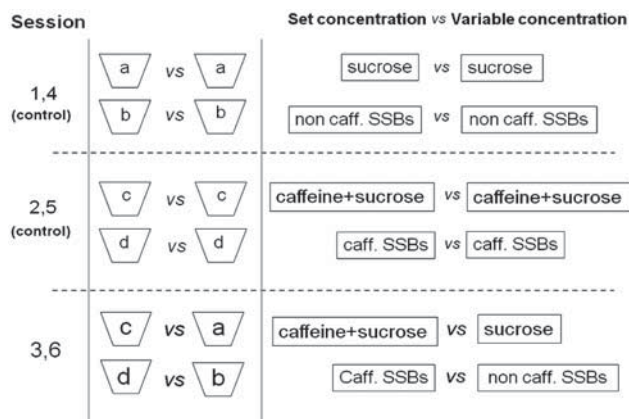 Session
Set concentration vs Variable concentration
a vs a
sucrose vs sucrose
1,4
(control)
b vs b
non caff. SSBs vs non caff. SSBs
2,5
(control)
c vs c
caffeine+sucrose vs caffeine+sucrose
d vs d
caff. SSBs vs caff. SSBs
3,6
c vs a
caffeine+sucrose vs sucrose
d vs b
Caff. SSBs vs non caff. SSBs